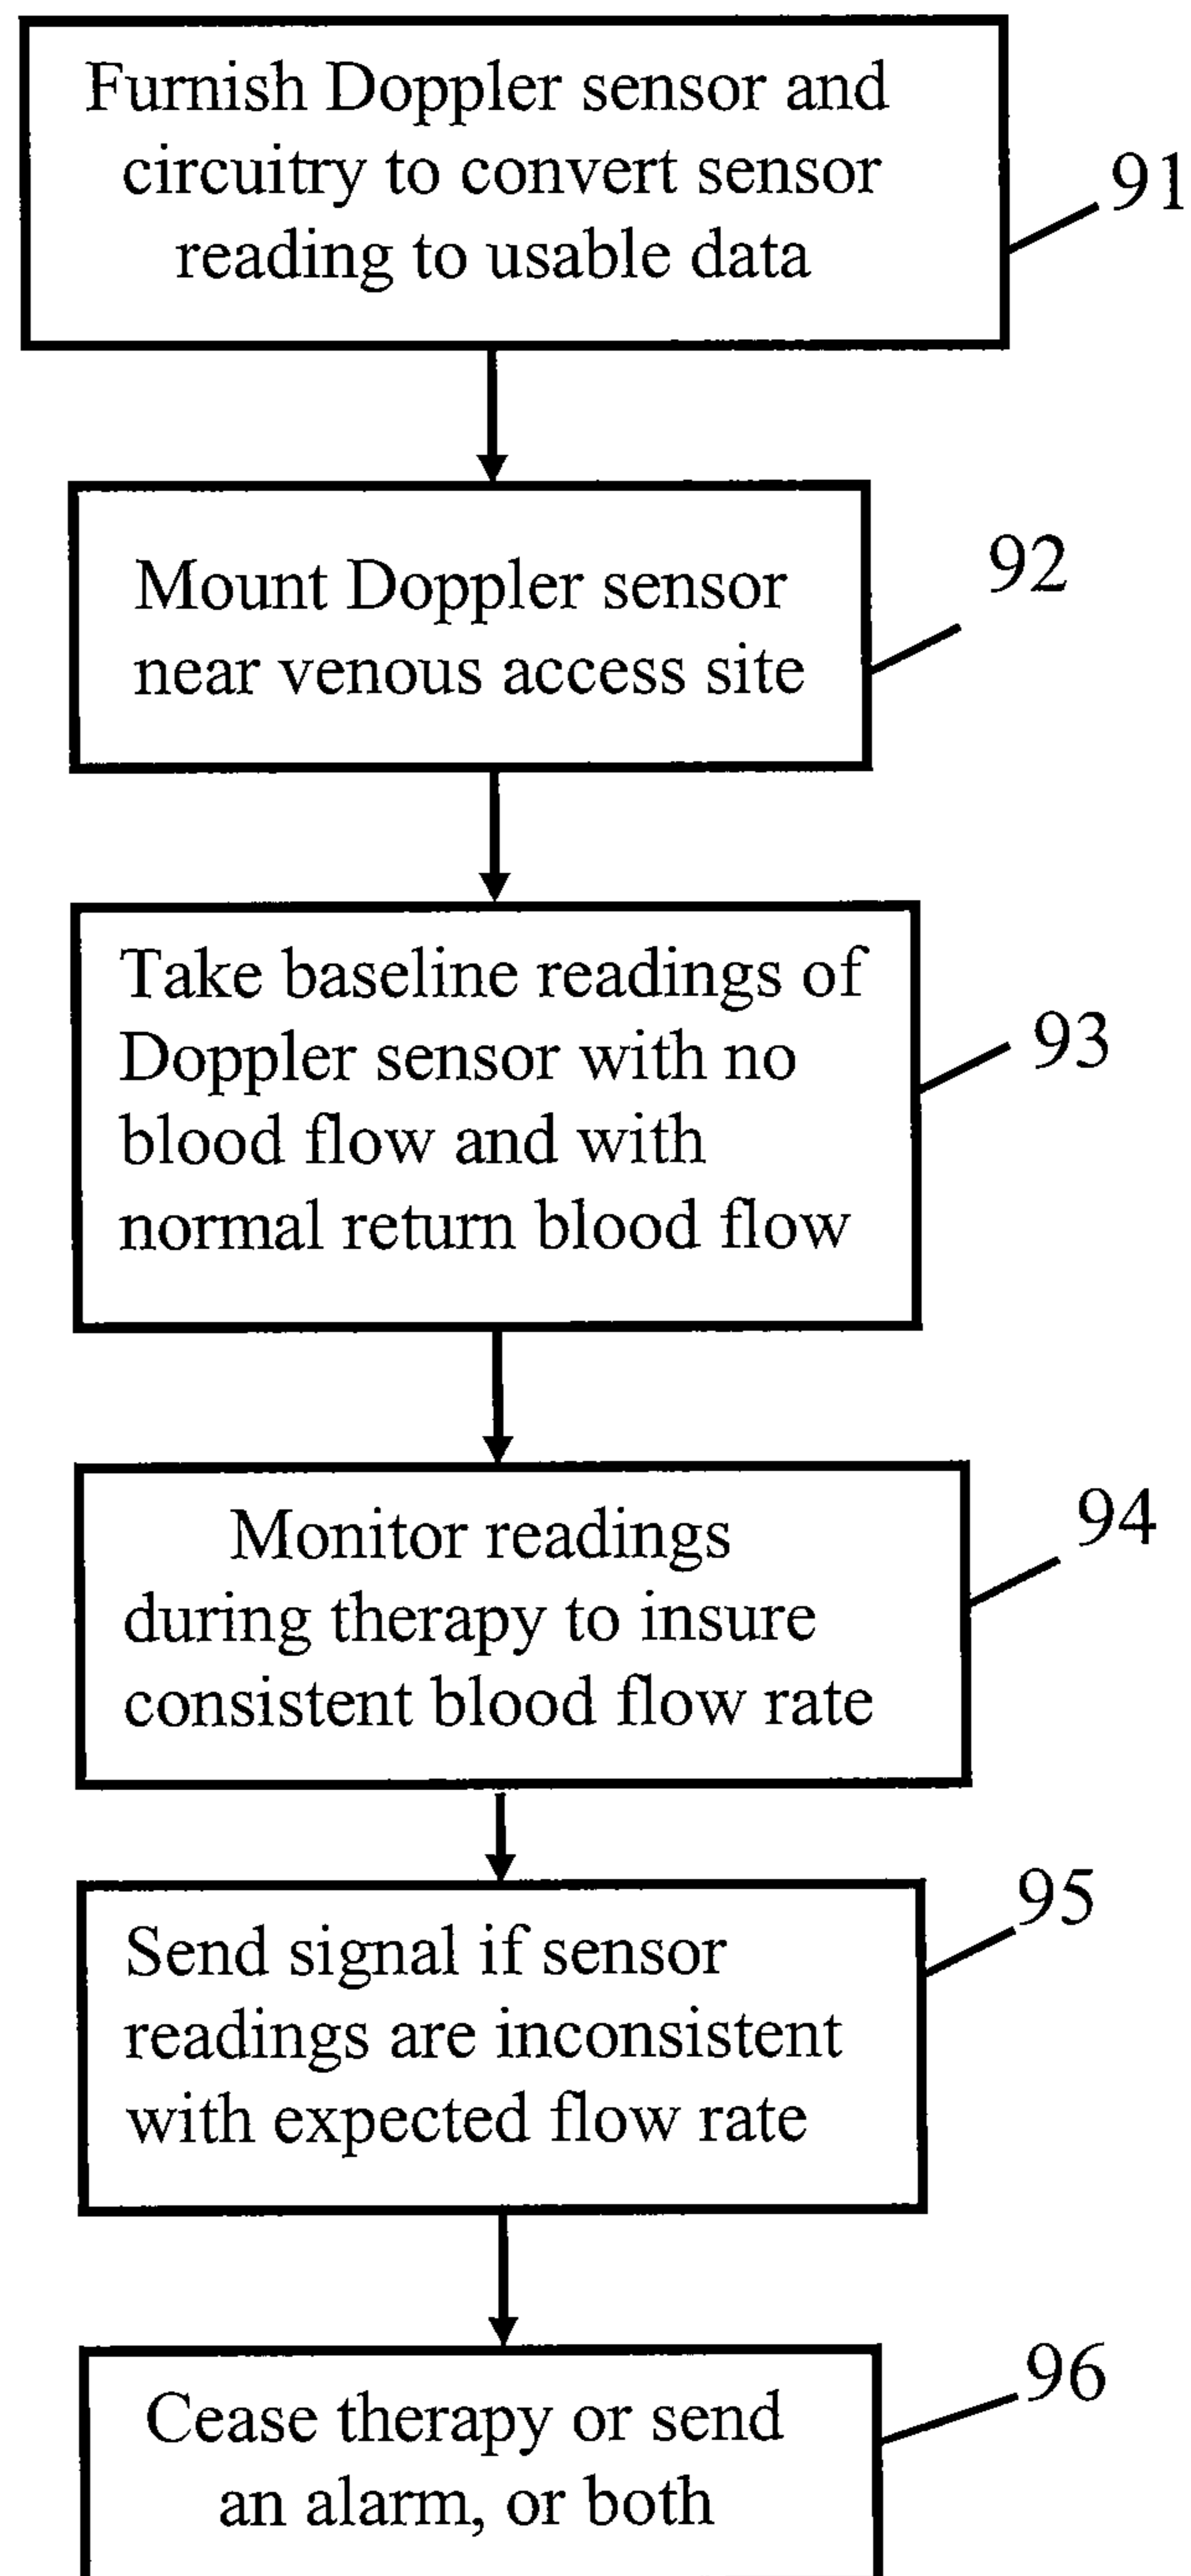 Furnish Doppler sensor and
circuitry to convert sensor
reading to usable data
91
Mount Doppler sensor
near venous access site
92
Take baseline readings of
Doppler sensor with no
blood flow and with
normal return blood flow
93
Monitor readings
during therapy to insure
consistent blood flow rate
94
Send signal if sensor
readings are inconsistent
with expected flow rate
95
Cease therapy or send
an alarm, or both
96